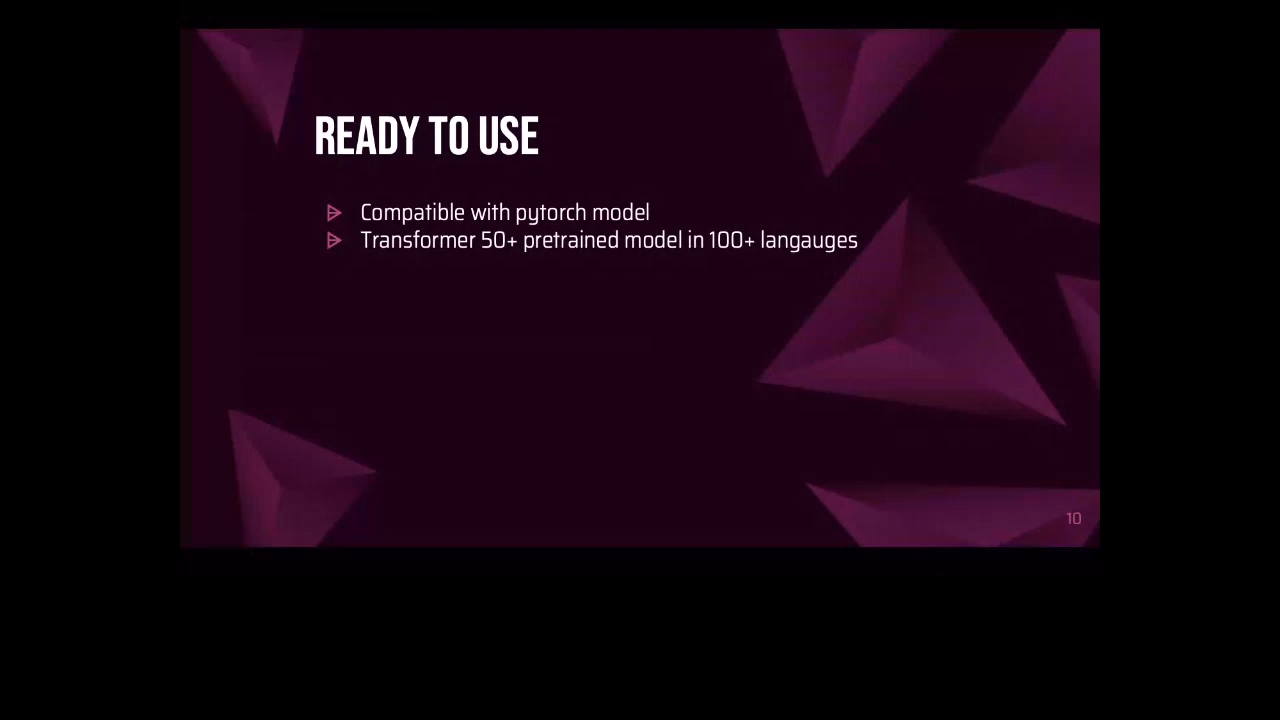 READY TO USE
Compatible with pytorch model
Transformer 50+ pretrained model in 100+ langauges
10